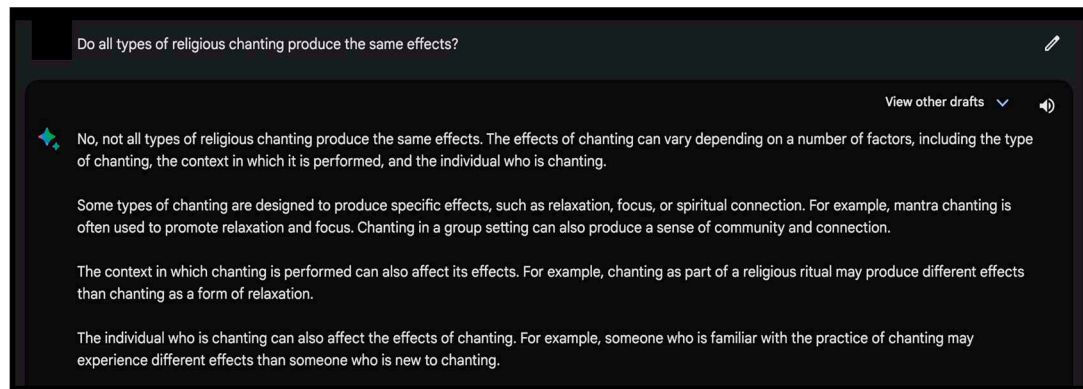 Do all types of religious chanting produce the same effects?
View other drafts
No, not all types of religious chanting produce the same effects. The effects of chanting can vary depending on a number of factors, including the type
of chanting, the context in which it is performed, and the individual who is chanting.
Some types of chanting are designed to produce specific effects, such as relaxation, focus, or spiritual connection. For example, mantra chanting is
often used to promote relaxation and focus. Chanting in a group setting can also produce a sense of community and connection.
The context in which chanting is performed can also affect its effects. For example, chanting as part of a religious ritual may produce different effects
than chanting as a form of relaxation.
The individual who is chanting can also affect the effects of chanting. For example, someone who is familiar with the practice of chanting may
experience different effects than someone who is new to chanting.